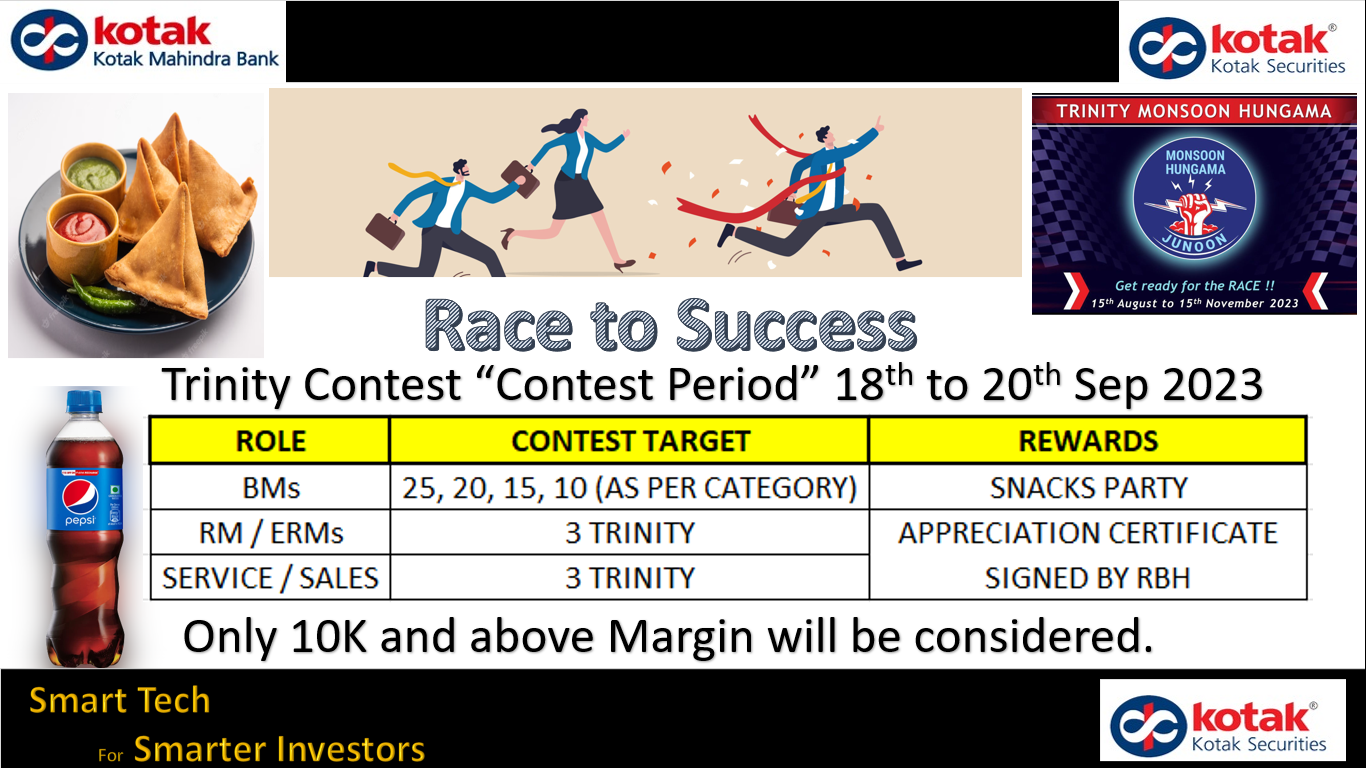 kotak
Kotak Mahindra Bank
kotak®
Kotak Securities
TRINITY MONSOON HUNGAMA
MONSOON
HUNGAMA
JUNOON
Get ready for the RACE !!
15th August to 15th November 2023
Race to Success
Trinity Contest “Contest Period” 18th to 20th Sep 2023
ROLE CONTEST TARGET REWARDS
BMs 25, 20, 15, 10 (AS PER CATEGORY) SNACKS PARTY
RM / ERMs 3 TRINITY APPRECIATION CERTIFICATE
SERVICE / SALES 3 TRINITY SIGNED BY RBH
pepsi
Only 10K and above Margin will be considered.
Smart Tech
For Smarter Investors
kotak®
Kotak Securities